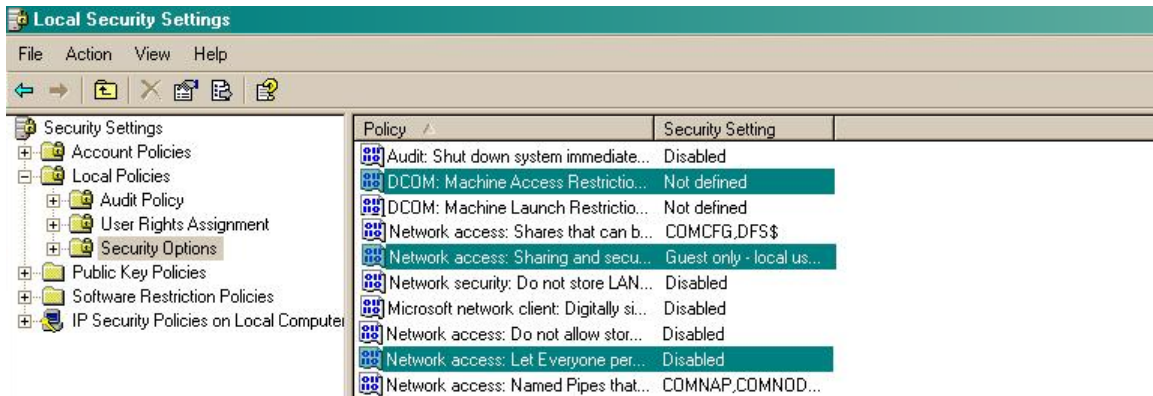 Local Security Settings
File Action View Help
Security Settings
Account Policies
Local Policies
Audit Policy
User Rights Assignment
Security Options
Public Key Policies
Software Restriction Policies
IP Security Policies on Local Computer
Policy Security Setting
Audit: Shut down system immediate... Disabled
DCOM: Machine Access Restrictio... Not defined
DCOM: Machine Launch Restrictio... Not defined
Network access: Shares that can b... COMCFG,DFS$
Network access: Sharing and secu... Guest only - local us...
Network security: Do not store LAN... Disabled
Microsoft network client: Digitally si... Disabled
Network access: Do not allow stor... Disabled
Network access: Let Everyone per... Disabled
Network access: Named Pipes that... COMNAP,COMNOD...